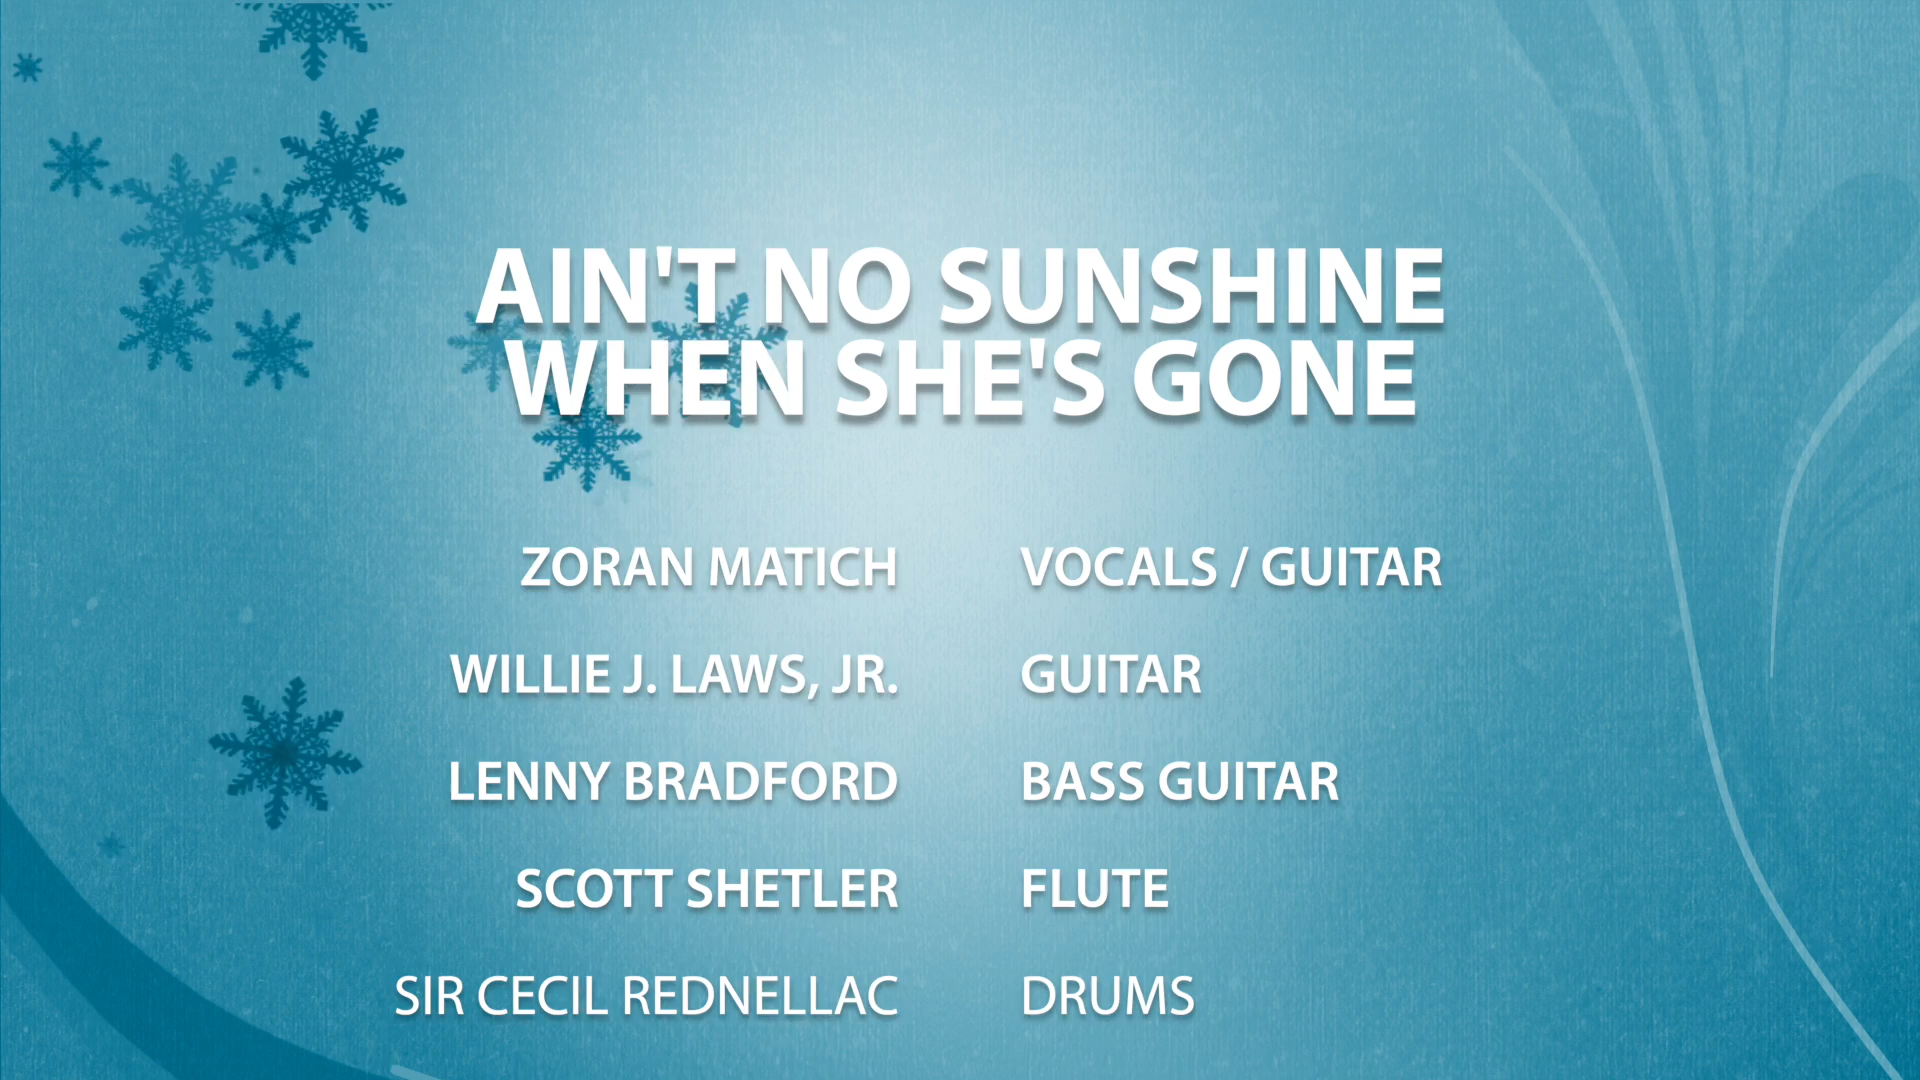 AIN'T NO SUNSHINE
WHEN SHE'S GONE
ZORAN MATICH VOCALS / GUITAR
WILLIE J. LAWS, JR. GUITAR
LENNY BRADFORD BASS GUITAR
SCOTT SHETLER FLUTE
SIR CECIL REDNELLAC DRUMS